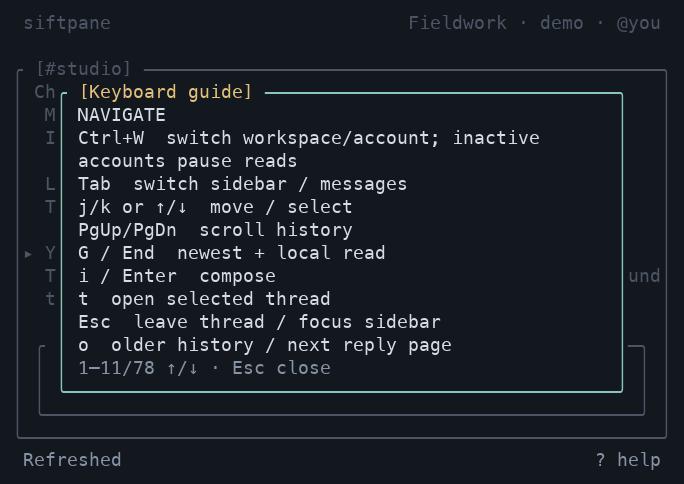 siftpane Fieldwork · demo · @you
[#studio]
Ch [Keyboard guide]
M NAVIGATE
I Ctrl+W switch workspace/account; inactive
accounts pause reads
L Tab switch sidebar / messages
T j/k or ↑/↓ move / select
PgUp/PgDn scroll history
▸ Y G / End newest + local read
T i / Enter compose und
t t open selected thread
Esc leave thread / focus sidebar
o older history / next reply page
1–11/78 ↑/↓ · Esc close
Refreshed ? help